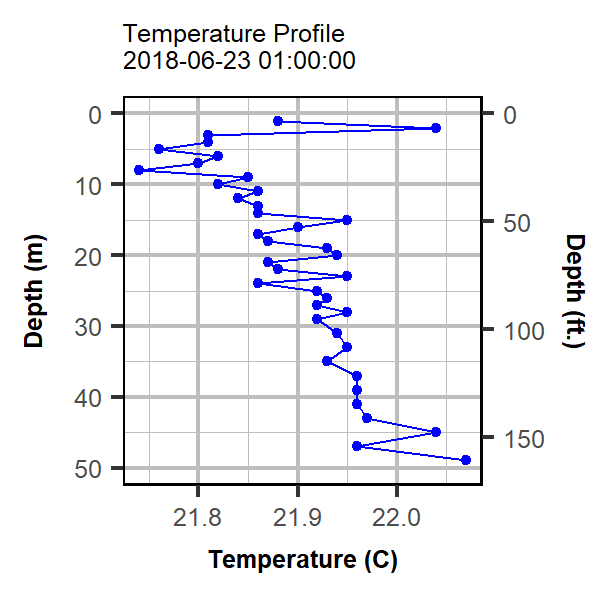 Temperature Profile
2018-06-23 01:00:00
0
10
20
30
40
50
Depth (m)
0
50
100
150
Depth (ft.)
21.8 21.9 22.0
Temperature (C)